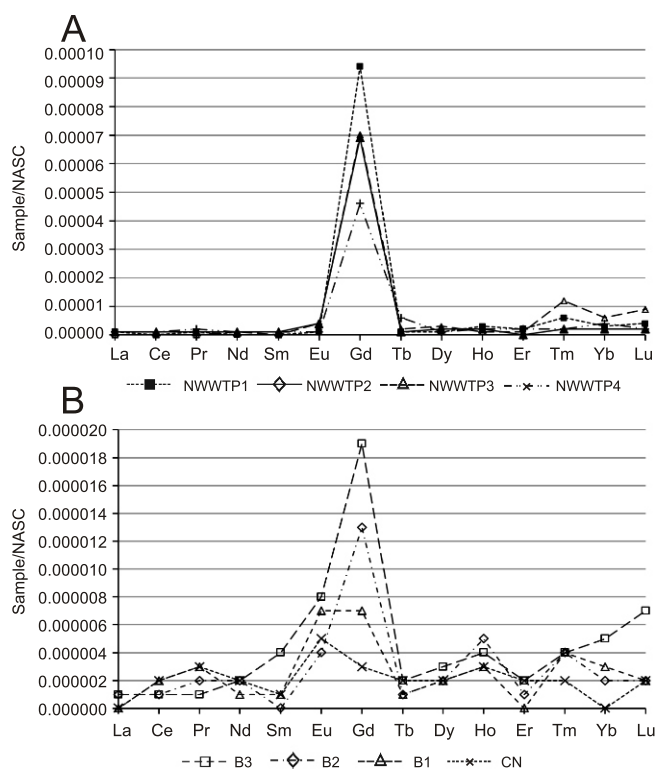 A
0.00010
0.00009
0.00008
0.00007
0.00006
0.00005
0.00004
0.00003
0.00002
0.00001
0.00000
Sample/NASC
La Ce Pr Nd Sm Eu Gd Tb Dy Ho Er Tm Yb Lu
NWWTP1 NWWTP2 NWWTP3 NWWTP4
B
0.000020
0.000018
0.000016
0.000014
0.000012
0.000010
0.000008
0.000006
0.000004
0.000002
0.000000
Sample/NASC
La Ce Pr Nd Sm Eu Gd Tb Dy Ho Er Tm Yb Lu
B3 B2 B1 CN